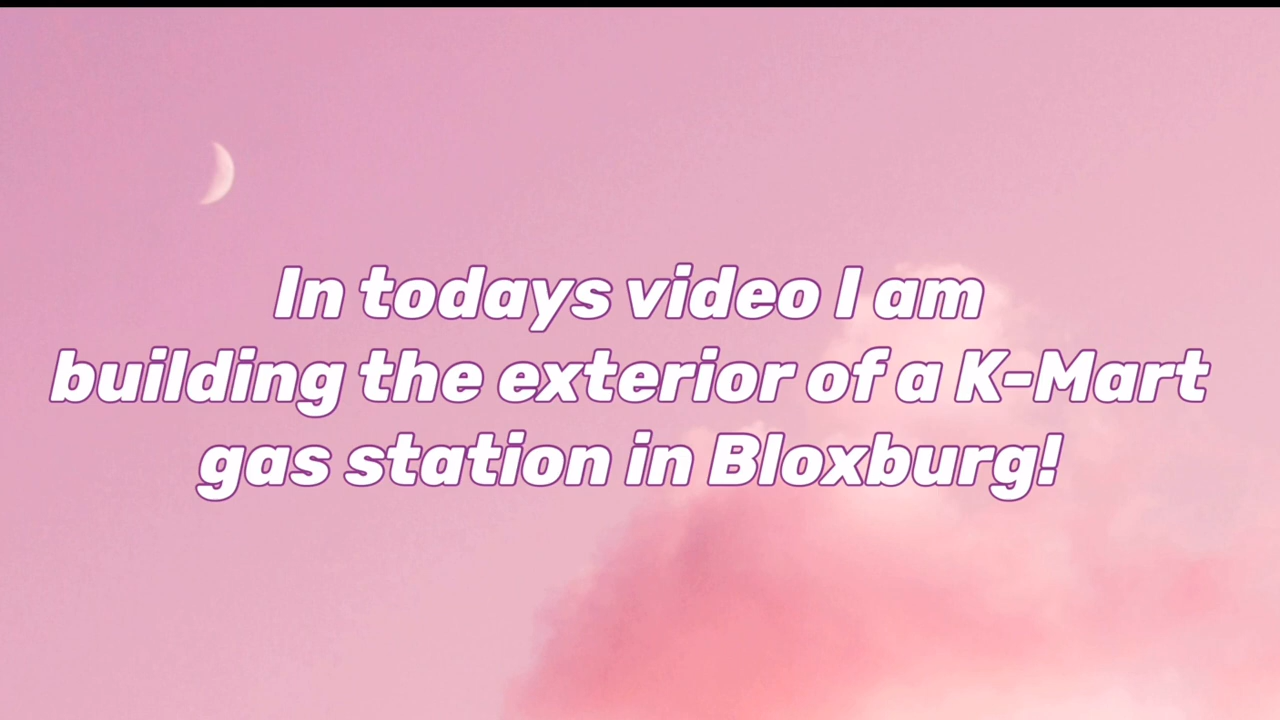 In todays video I am
building the exterior of a K-Mart
gas station in Bloxburg!